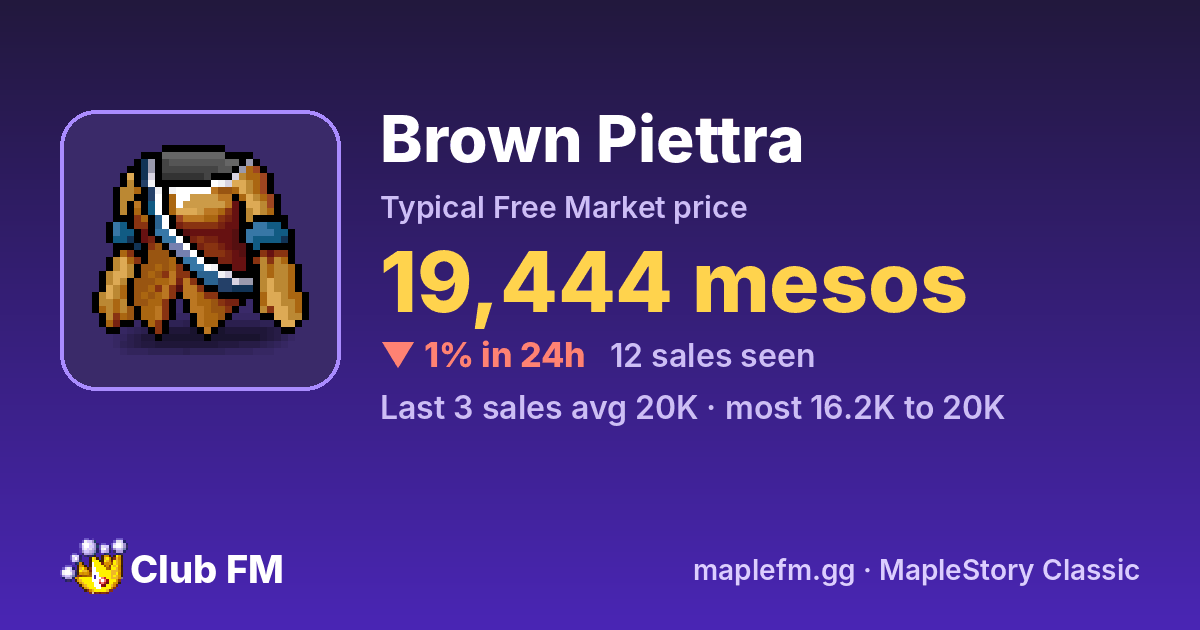 Brown Piettra
Typical Free Market price
19,444 mesos
▼ 1% in 24h 12 sales seen
Last 3 sales avg 20K · most 16.2K to 20K
Club FM
maplefm.gg · MapleStory Classic